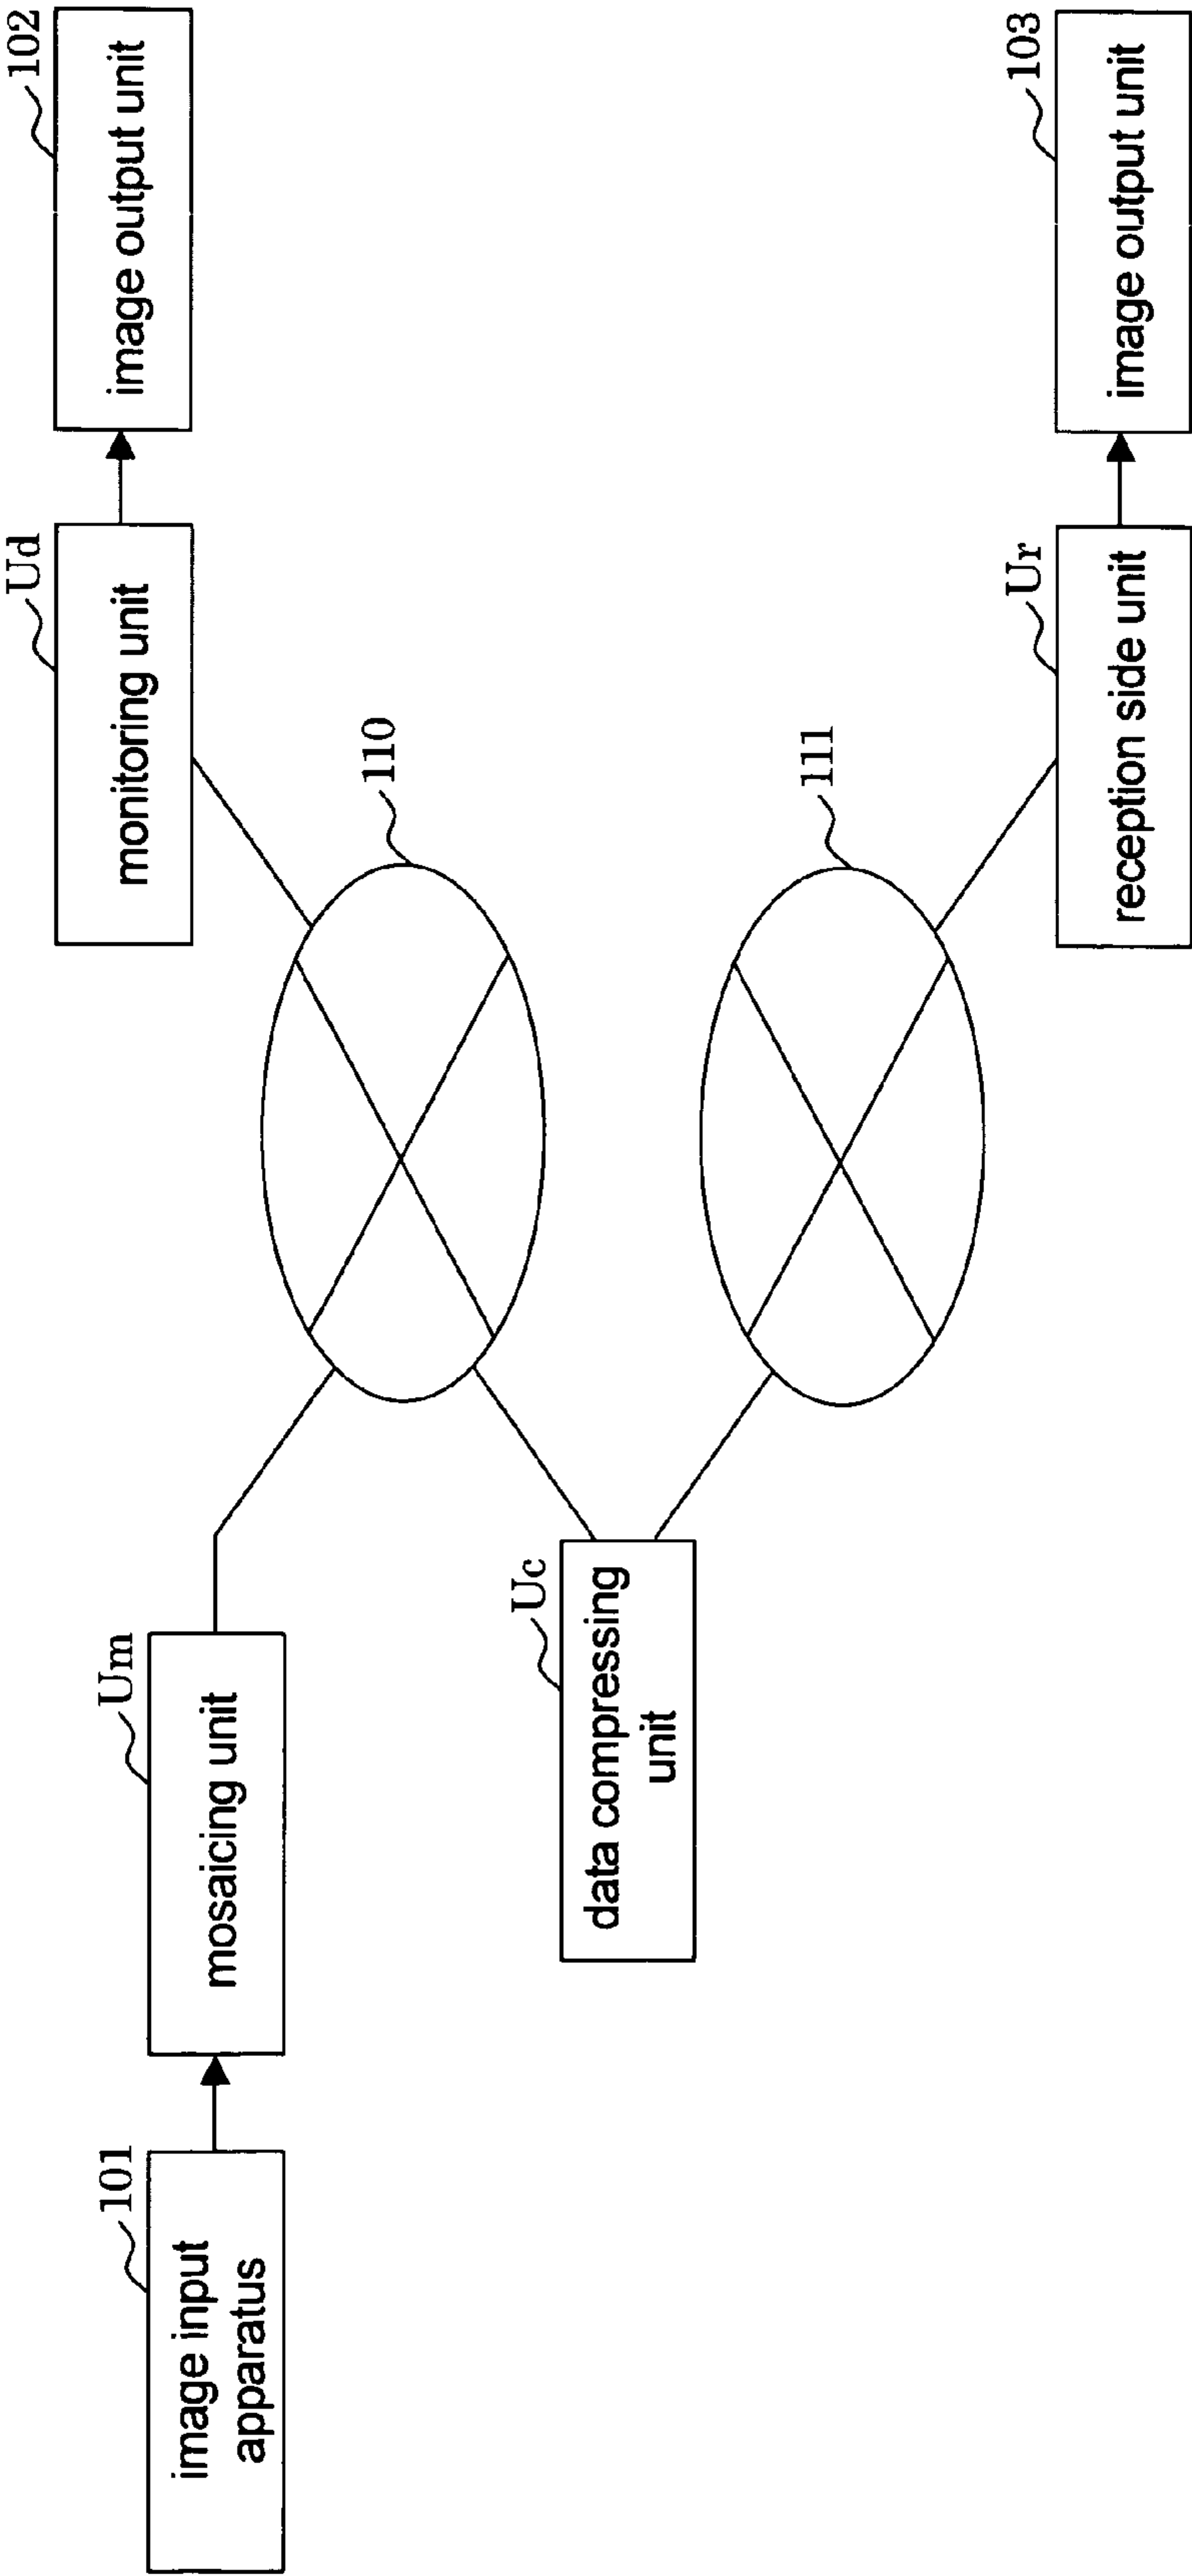 101
image input
apparatus
Um
mosaicing unit
Ud
monitoring unit
102
image output unit
110
Uc
data compressing
unit
111
Ur
reception side unit
103
image output unit